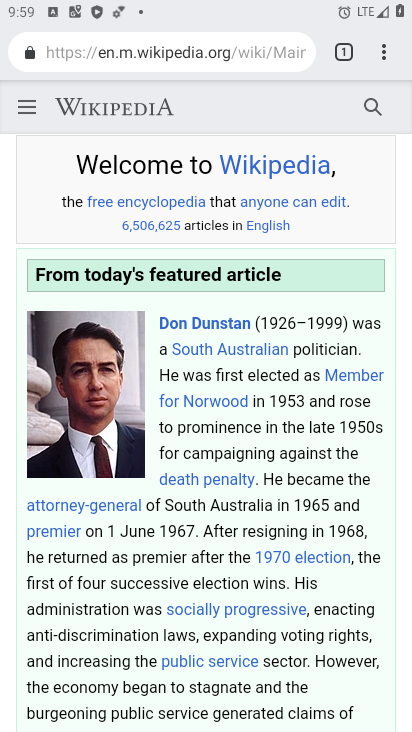 9:59 LTE
https://en.m.wikipedia.org/wiki/Mair 1
WIKIPEDIA
Welcome to Wikipedia,
the free encyclopedia that anyone can edit.
6,506,625 articles in English
From today's featured article
Don Dunstan (1926–1999) was
a South Australian politician.
He was first elected as Member
for Norwood in 1953 and rose
to prominence in the late 1950s
for campaigning against the
death penalty. He became the
attorney-general of South Australia in 1965 and
premier on 1 June 1967. After resigning in 1968,
he returned as premier after the 1970 election, the
first of four successive election wins. His
administration was socially progressive, enacting
anti-discrimination laws, expanding voting rights,
and increasing the public service sector. However,
the economy began to stagnate and the
burgeoning public service generated claims of